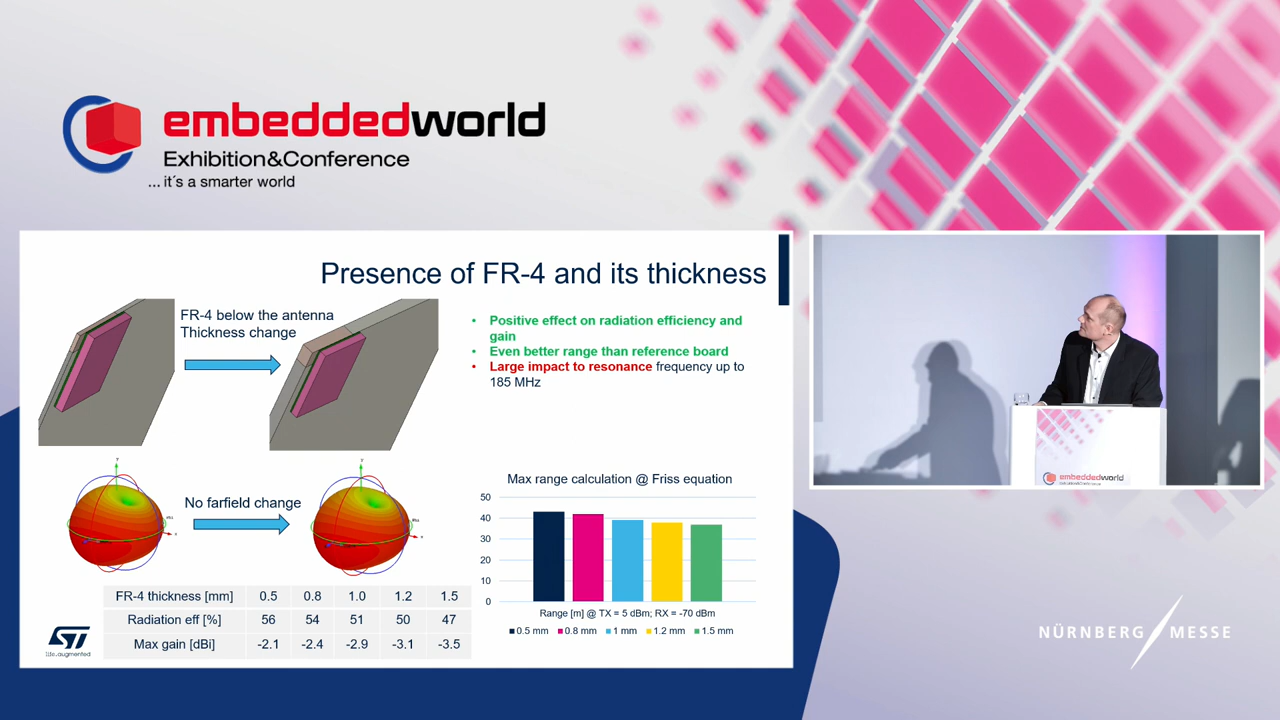 embeddedworld
Exhibition&Conference
... it´s a smarter world
Presence of FR-4 and its thickness
FR-4 below the antenna
Thickness change
• Positive effect on radiation efficiency and
gain
• Even better range than reference board
• Large impact to resonance frequency up to
185 MHz
No farfield change
Max range calculation @ Friss equation
50
40
30
20
10
0
Range [m] @ TX = 5 dBm; RX = -70 dBm
0.5 mm 0.8 mm 1 mm 1.2 mm 1.5 mm
FR-4 thickness [mm] 0.5 0.8 1.0 1.2 1.5
Radiation eff [%] 56 54 51 50 47
Max gain [dBi] -2.1 -2.4 -2.9 -3.1 -3.5
ST
life.augmented
embeddedworld
Exhibition&Conference
NÜRNBERG MESSE